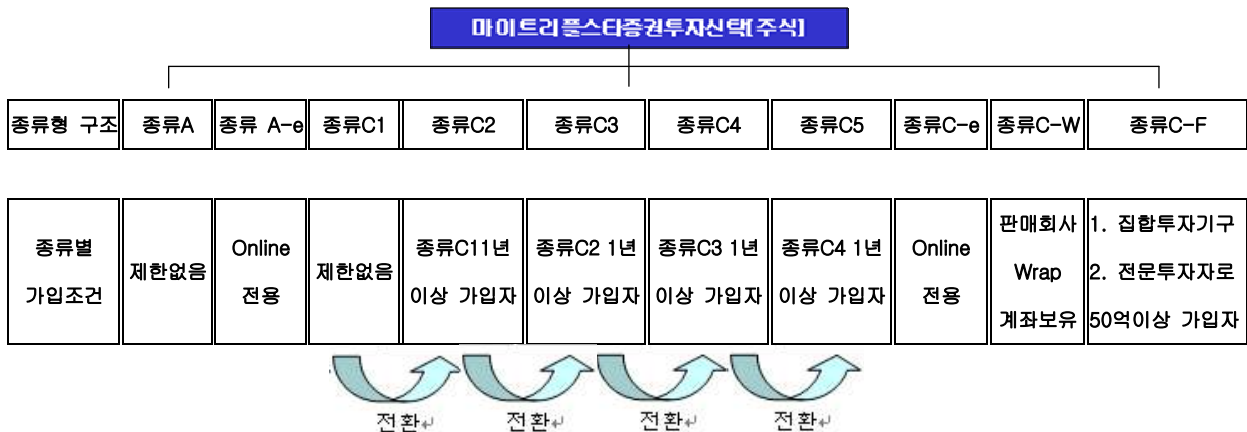 마이트리플스타증권투자신탁[주식]
종류형 구조 종류A 종류 A-e 종류C1 종류C2 종류C3 종류C4 종류C5 종류C-e 종류C-W 종류C-F
종류별
가입조건
제한없음
Online
전용
제한없음
종류C11년
이상 가입자
종류C2 1년
이상 가입자
종류C3 1년
이상 가입자
종류C4 1년
이상 가입자
Online
전용
판매회사
Wrap
계좌보유
1. 집합투자기구
2. 전문투자자로
50억이상 가입자
전환↵ 전환↵ 전환↵ 전환↵